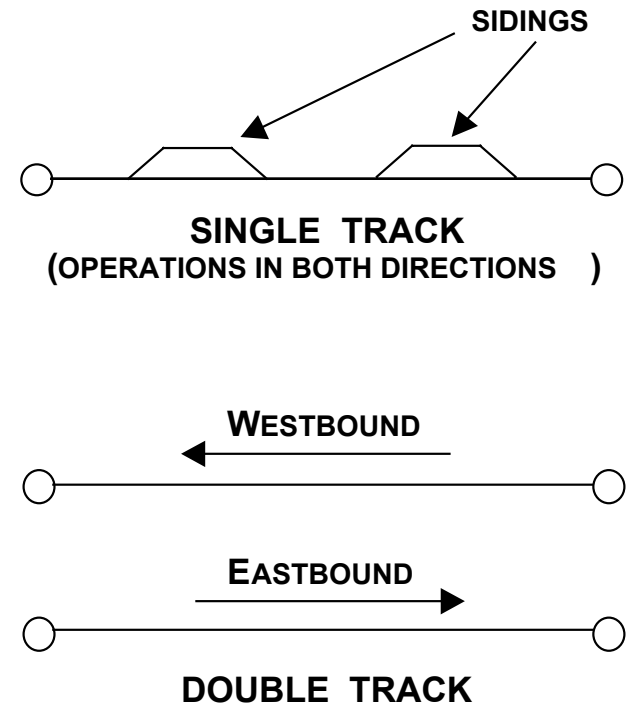 SIDINGS
SINGLE TRACK
(OPERATIONS IN BOTH DIRECTIONS )
WESTBOUND
EASTBOUND
DOUBLE TRACK